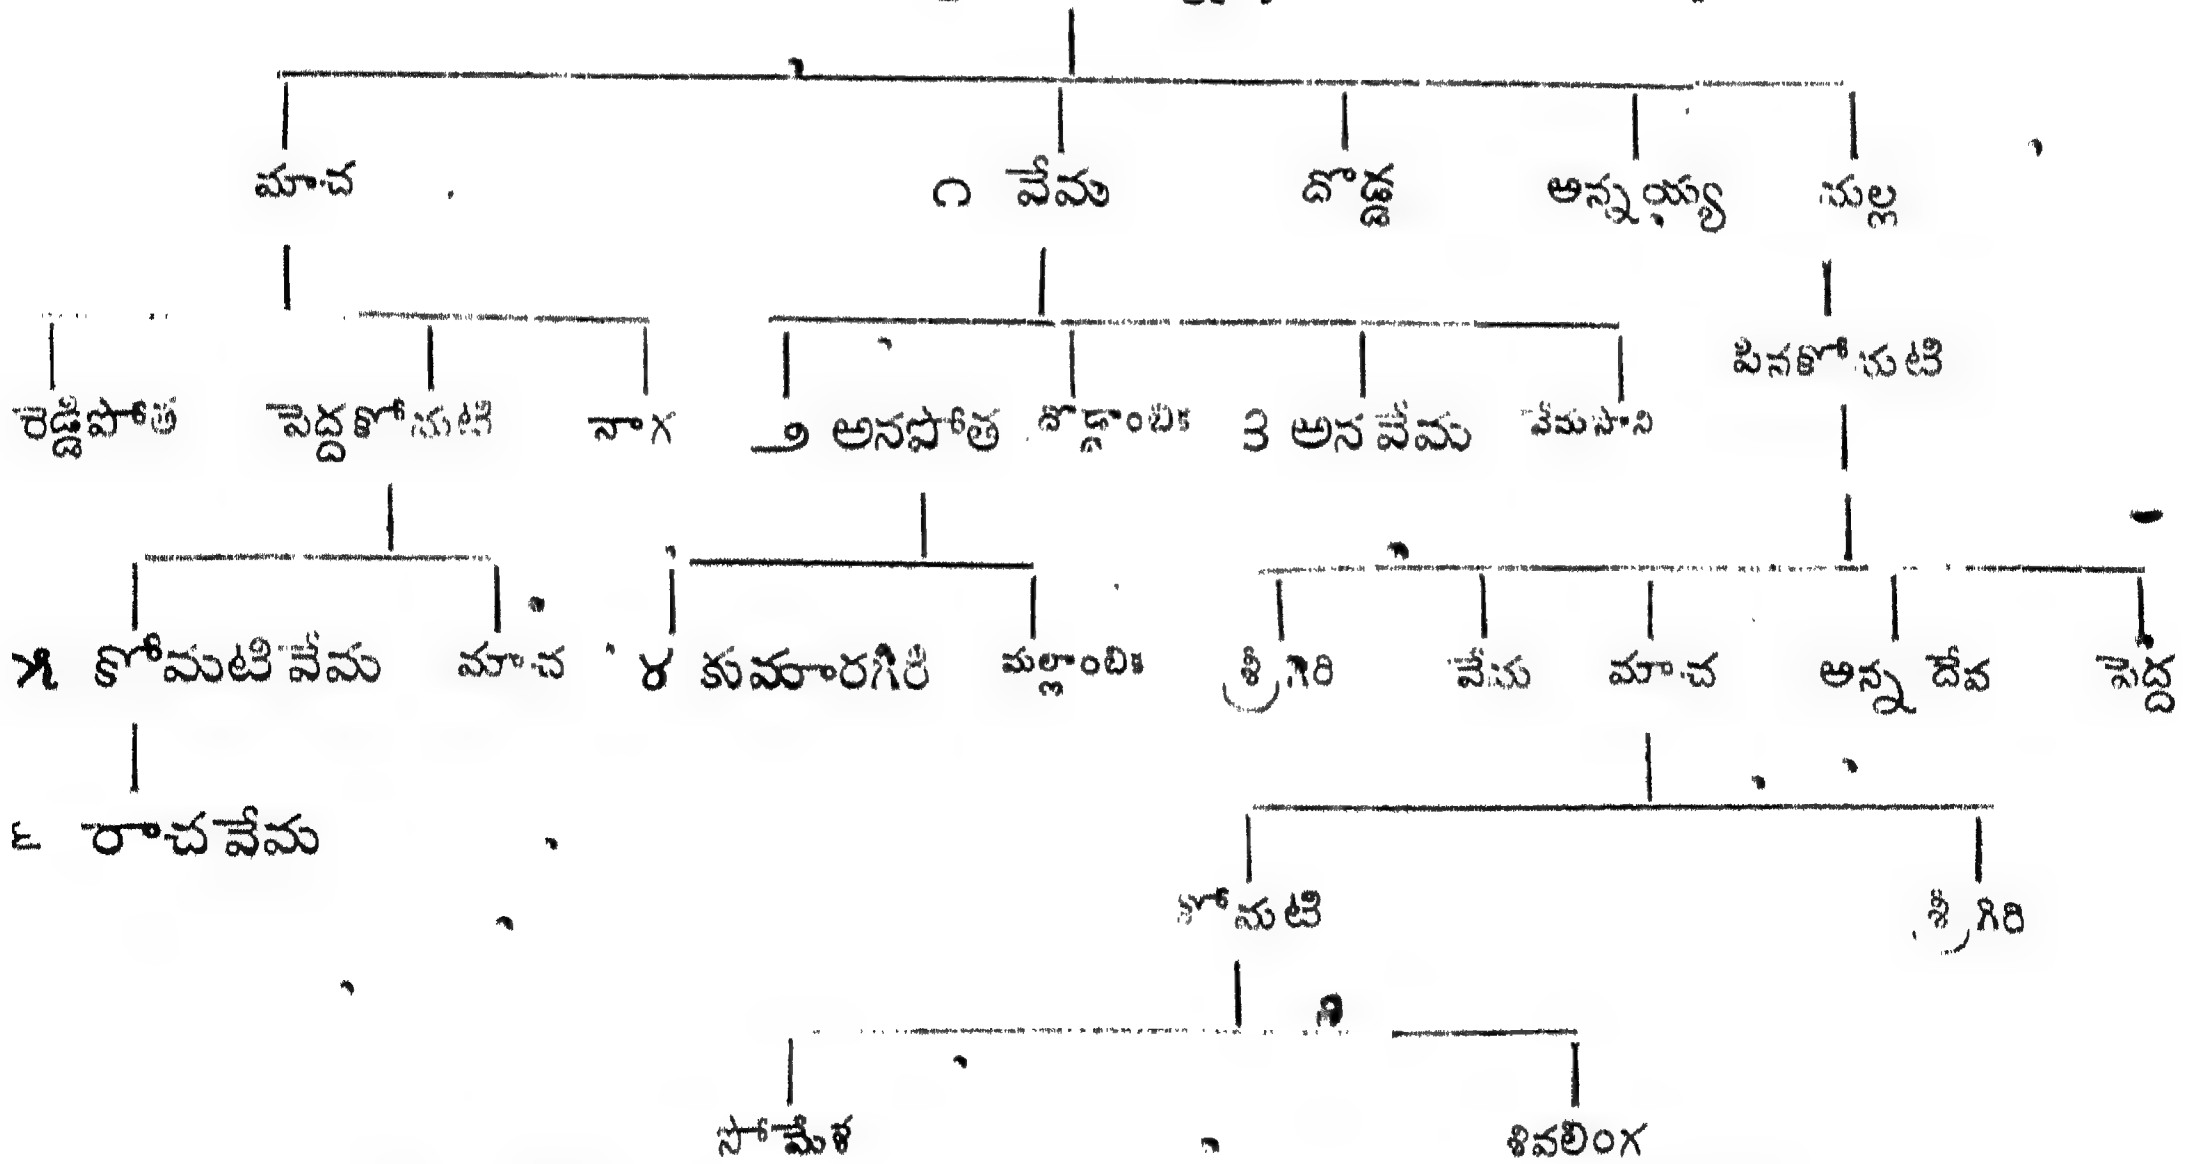 మాచ ౧ వేమ దొడ్డ అన్నయ్య మల్ల
పినకోమటి
రెడ్డిపోత పెద్దకోమటి నాగ ౨ అనపోత దొడ్డాంబిక ౩ అనవేమ వేమసాని
౫ కోమటివేమ మాచ ౪ కుమారగిరి మల్లాంబిక శ్రీగిరి వేమ మాచ అన్నదేవ పెద్ద
౬ రాచవేమ
కోమటి శ్రీగిరి
సోమేశ శివలింగ